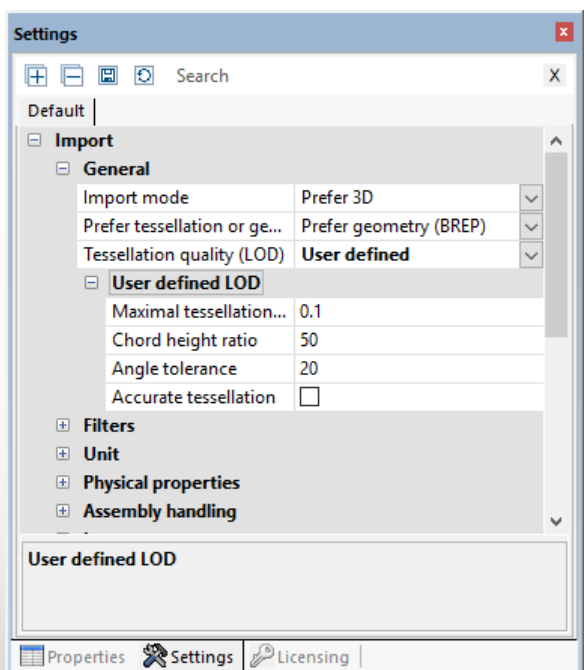 Settings
Search X
Default
Import
General
Import mode Prefer 3D
Prefer tessellation or ge... Prefer geometry (BREP)
Tessellation quality (LOD) User defined
User defined LOD
Maximal tessellation... 0.1
Chord height ratio 50
Angle tolerance 20
Accurate tessellation
Filters
Unit
Physical properties
Assembly handling
User defined LOD
Properties Settings Licensing